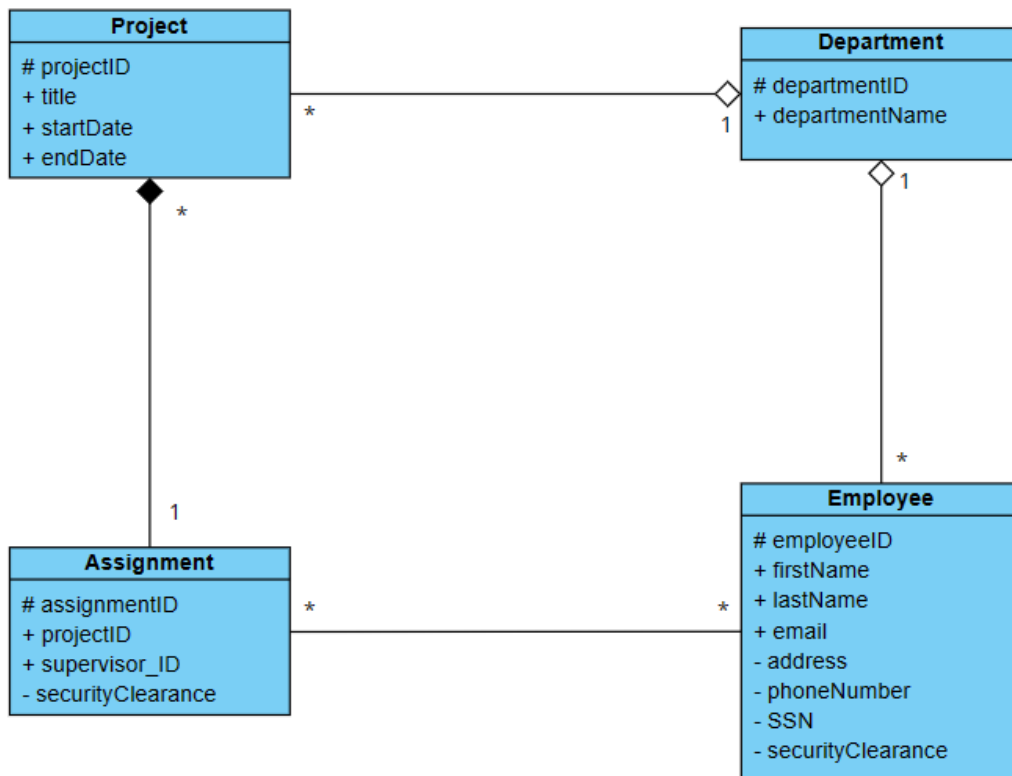 Project
# projectID
+ title
+ startDate
+ endDate
Department
# departmentID
+ departmentName
*
1
1
*
*
1
Assignment
# assignmentID
+ projectID
+ supervisor_ID
- securityClearance
*
*
Employee
# employeeID
+ firstName
+ lastName
+ email
- address
- phoneNumber
- SSN
- securityClearance